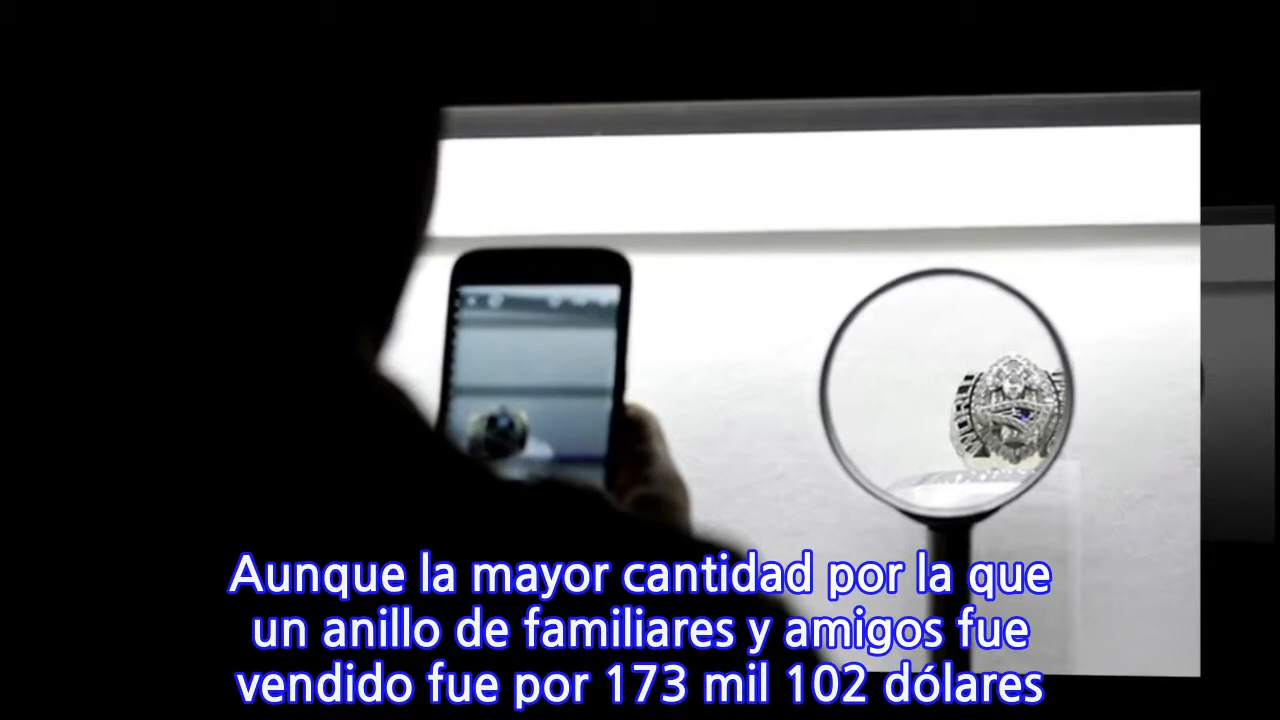 WORLD
Aunque la mayor cantidad por la que
un anillo de familiares y amigos fue
vendido fue por 173 mil 102 dólares